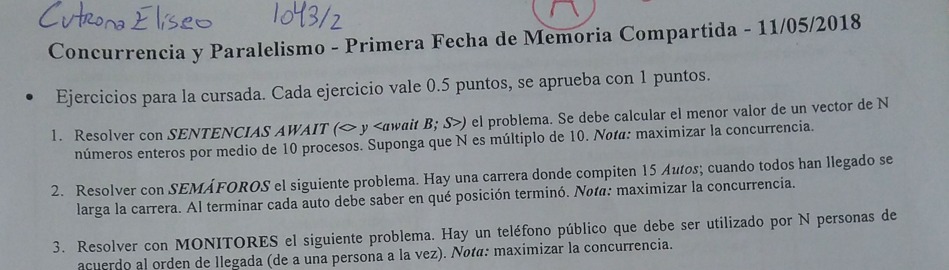 Cutrona Eliseo 1043/2 A
Concurrencia y Paralelismo - Primera Fecha de Memoria Compartida - 11/05/2018
• Ejercicios para la cursada. Cada ejercicio vale 0.5 puntos, se aprueba con 1 puntos.
1. Resolver con SENTENCIAS AWAIT (<> y <await B; S>) el problema. Se debe calcular el menor valor de un vector de N
números enteros por medio de 10 procesos. Suponga que N es múltiplo de 10. Nota: maximizar la concurrencia.
2. Resolver con SEMÁFOROS el siguiente problema. Hay una carrera donde compiten 15 Autos; cuando todos han llegado se
larga la carrera. Al terminar cada auto debe saber en qué posición terminó. Nota: maximizar la concurrencia.
3. Resolver con MONITORES el siguiente problema. Hay un teléfono público que debe ser utilizado por N personas de
acuerdo al orden de llegada (de a una persona a la vez). Nota: maximizar la concurrencia.